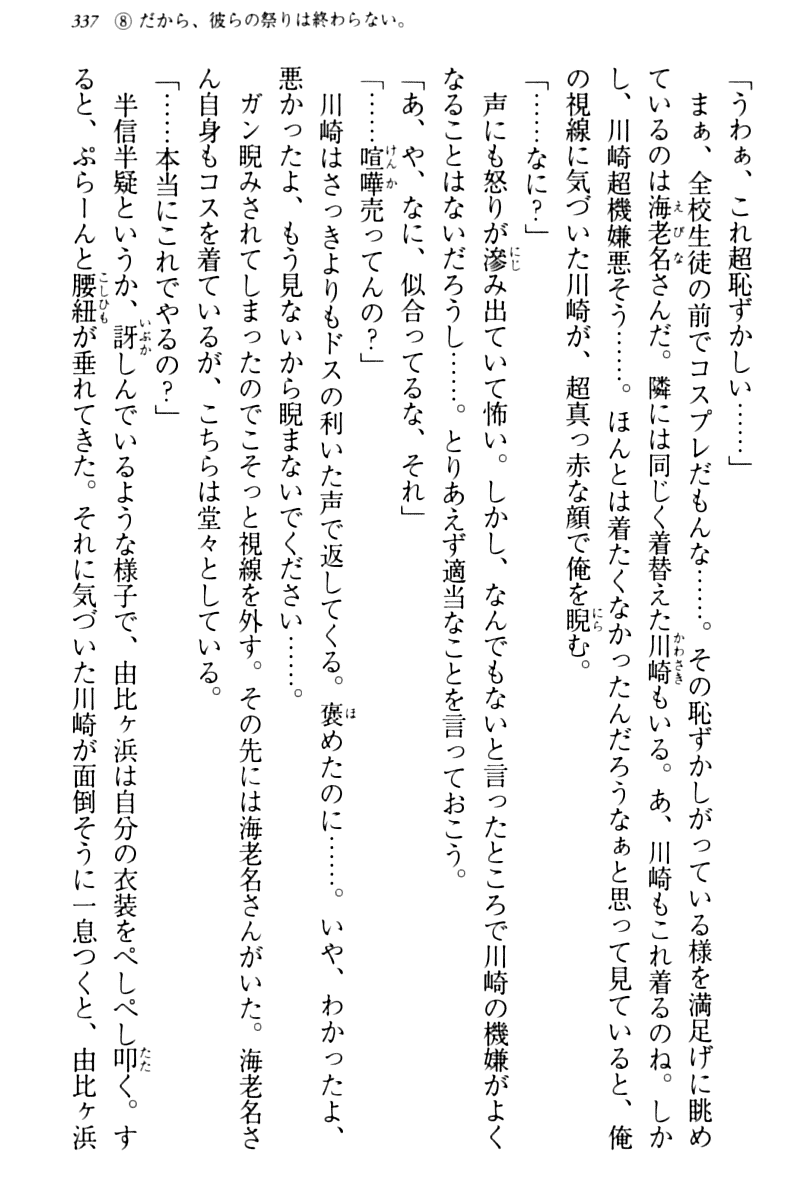 337 ⑧ だから、彼らの祭りは終わらない。
「うわぁ、これ超恥ずかしい……」
まぁ、全校生徒の前でコスプレだもんな……。その恥ずかしがっている様を満足げに眺め
ているのは海老名さんだ。隣には同じく着替えた川崎もいる。あ、川崎もこれ着るのね。しか
し、川崎超機嫌悪そう……。ほんとは着たくなかったんだろうなぁと思って見ていると、俺
の視線に気づいた川崎が、超真っ赤な顔で俺を睨む。
「……なに?」
声にも怒りが滲み出ていて怖い。しかし、なんでもないと言ったところで川崎の機嫌がよく
なることはないだろうし……。とりあえず適当なことを言っておこう。
「あ、や、なに、似合ってるな、それ」
「……喧嘩売ってんの?」
川崎はさっきよりもドスの利いた声で返してくる。褒めたのに……。いや、わかったよ、
悪かったよ、もう見ないから睨まないでください……。
ガン睨みされてしまったのでこそっと視線を外す。その先には海老名さんがいた。海老名さ
ん自身もコスを着ているが、こちらは堂々としている。
「……本当にこれでやるの?」
半信半疑というか、訝しんでいるような様子で、由比ヶ浜は自分の衣装をぺしぺし叩く。す
ると、ぷらーんと腰紐が垂れてきた。それに気づいた川崎が面倒そうに一息つくと、由比ヶ浜